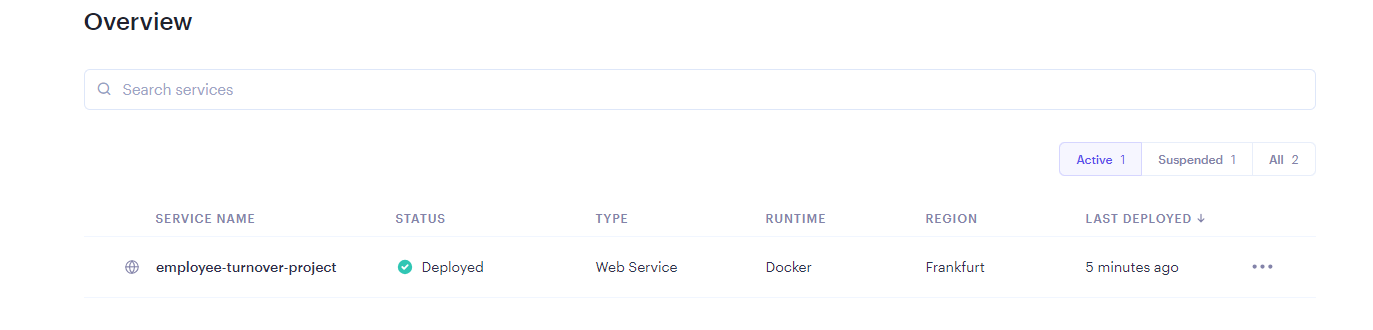 Overview
Search services
Active 1 Suspended 1 All 2
SERVICE NAME STATUS TYPE RUNTIME REGION LAST DEPLOYED ↓
employee-turnover-project Deployed Web Service Docker Frankfurt 5 minutes ago •••